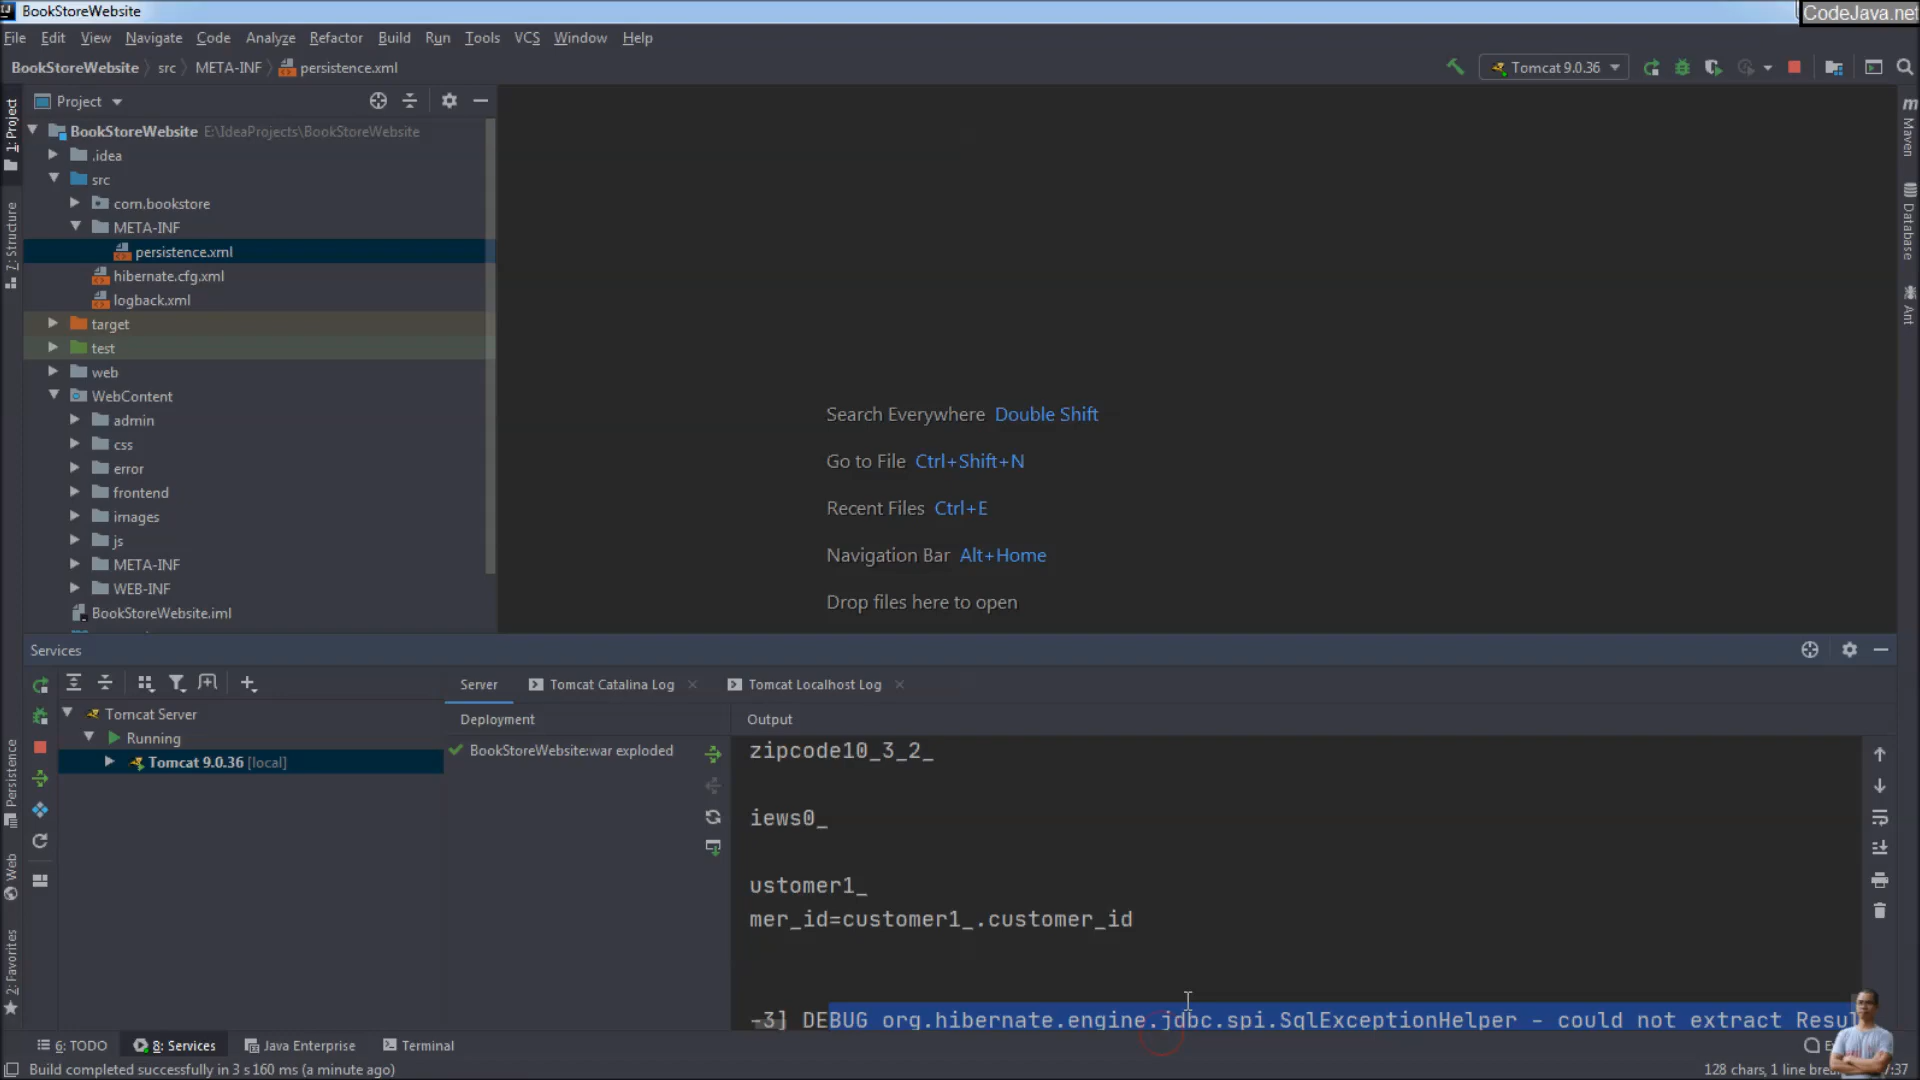 BookStoreWebsite
CodeJava.net
File Edit View Navigate Code Analyze Refactor Build Run Tools VCS Window Help
BookStoreWebsite src META-INF persistence.xml
Tomcat 9.0.36
Project
BookStoreWebsite E:\IdeaProjects\BookStoreWebsite
.idea
src
com.bookstore
META-INF
persistence.xml
hibernate.cfg.xml
logback.xml
target
test
web
WebContent
admin
css
error
frontend
images
js
META-INF
WEB-INF
BookStoreWebsite.iml
1: Project
7: Structure
Persistence
Web
2: Favorites
Maven
Database
Ant
Search Everywhere Double Shift
Go to File Ctrl+Shift+N
Recent Files Ctrl+E
Navigation Bar Alt+Home
Drop files here to open
Services
Server Tomcat Catalina Log Tomcat Localhost Log
Tomcat Server
Running
Tomcat 9.0.36 [local]
Deployment
BookStoreWebsite:war exploded
Output
zipcode10_3_2_
iews0_
ustomer1_
mer_id=customer1_.customer_id
-3] DEBUG org.hibernate.engine.jdbc.spi.SqlExceptionHelper - could not extract Resul
6: TODO 8: Services Java Enterprise Terminal
Build completed successfully in 3 s 160 ms (a minute ago)
128 chars, 1 line